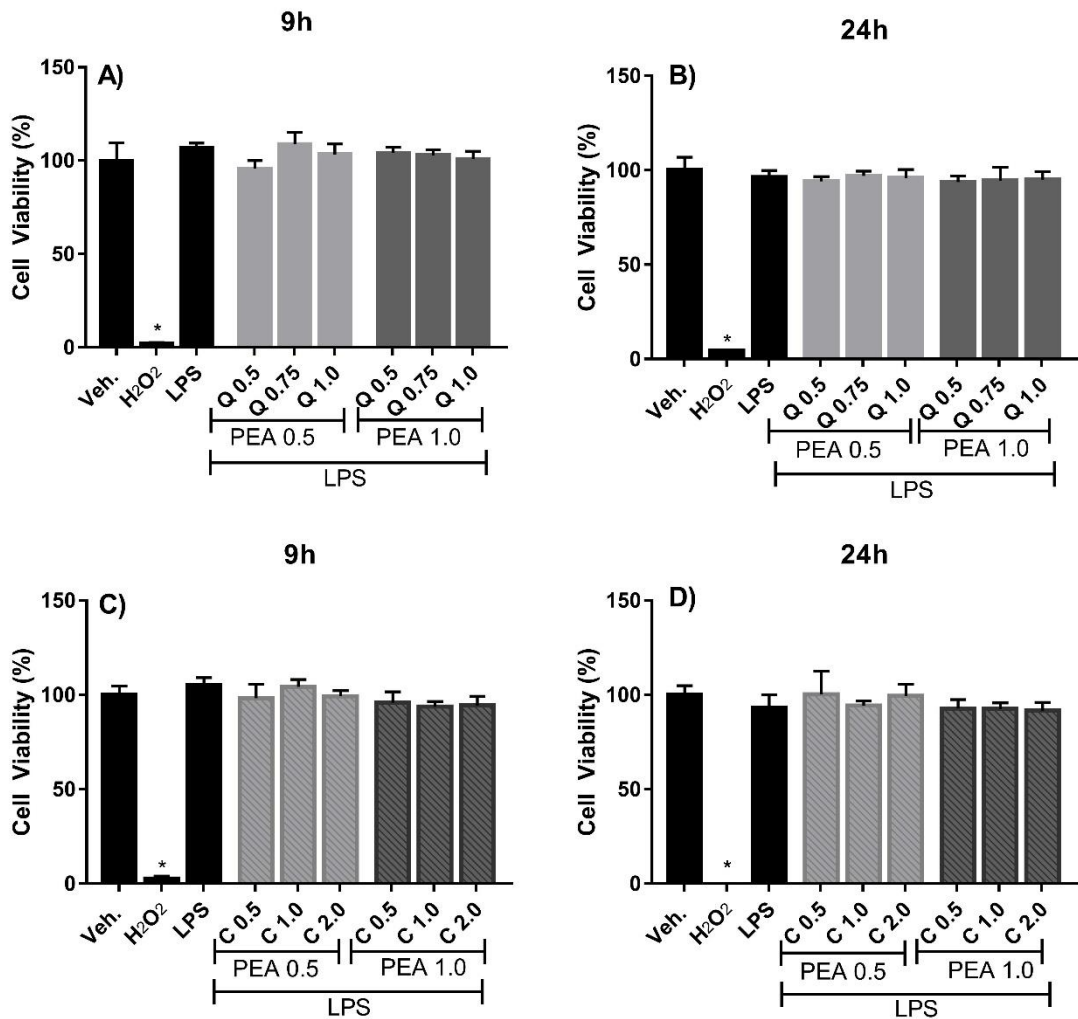 9h
A)
Cell Viability (%)
150
100
50
0
*
Veh. H2O2 LPS Q 0.5 Q 0.75 Q 1.0 Q 0.5 Q 0.75 Q 1.0
PEA 0.5 PEA 1.0
LPS
24h
B)
Cell Viability (%)
150
100
50
0
*
Veh. H2O2 LPS Q 0.5 Q 0.75 Q 1.0 Q 0.5 Q 0.75 Q 1.0
PEA 0.5 PEA 1.0
LPS
9h
C)
Cell Viability (%)
150
100
50
0
*
Veh. H2O2 LPS C 0.5 C 1.0 C 2.0 C 0.5 C 1.0 C 2.0
PEA 0.5 PEA 1.0
LPS
24h
D)
Cell Viability (%)
150
100
50
0
*
Veh. H2O2 LPS C 0.5 C 1.0 C 2.0 C 0.5 C 1.0 C 2.0
PEA 0.5 PEA 1.0
LPS